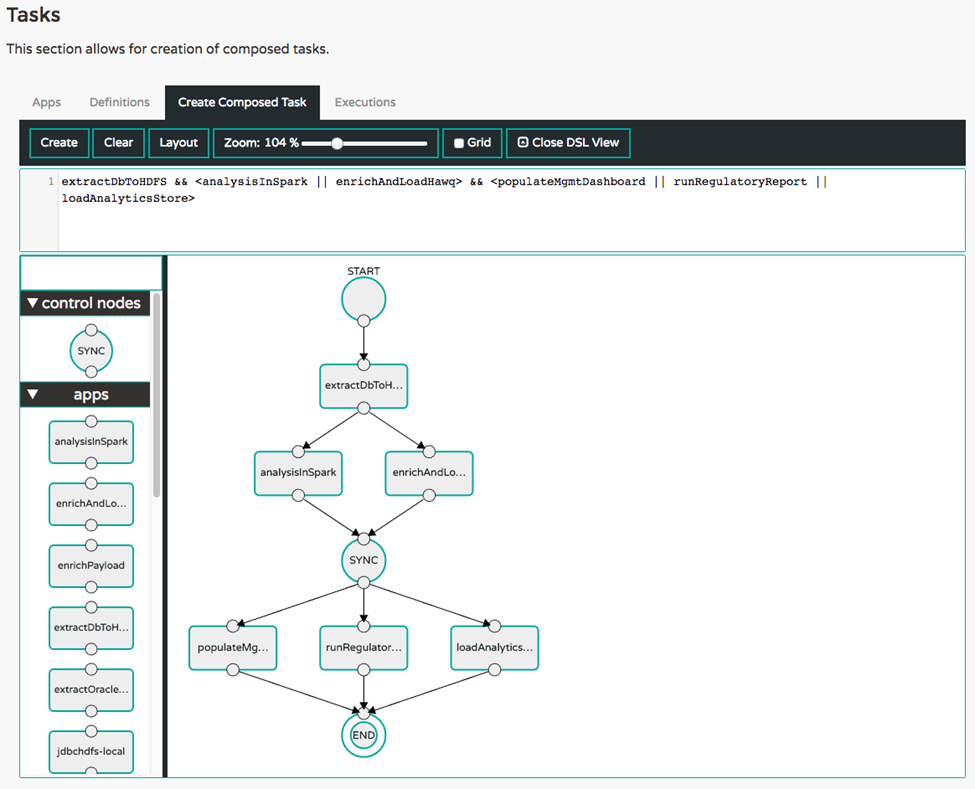 Tasks
This section allows for creation of composed tasks.
Apps Definitions Create Composed Task Executions
Create Clear Layout Zoom: 104 % Grid Close DSL View
1 extractDbToHDFS && <analysisInSpark || enrichAndLoadHawq> && <populateMgmtDashboard || runRegulatoryReport ||
loadAnalyticsStore>
control nodes
SYNC
apps
analysisInSpark
enrichAndLo...
enrichPayload
extractDbToH...
extractOracle...
jdbchdfs-local
START
extractDbToH...
analysisInSpark enrichAndLo...
SYNC
populateMg... runRegulator... loadAnalytics...
END